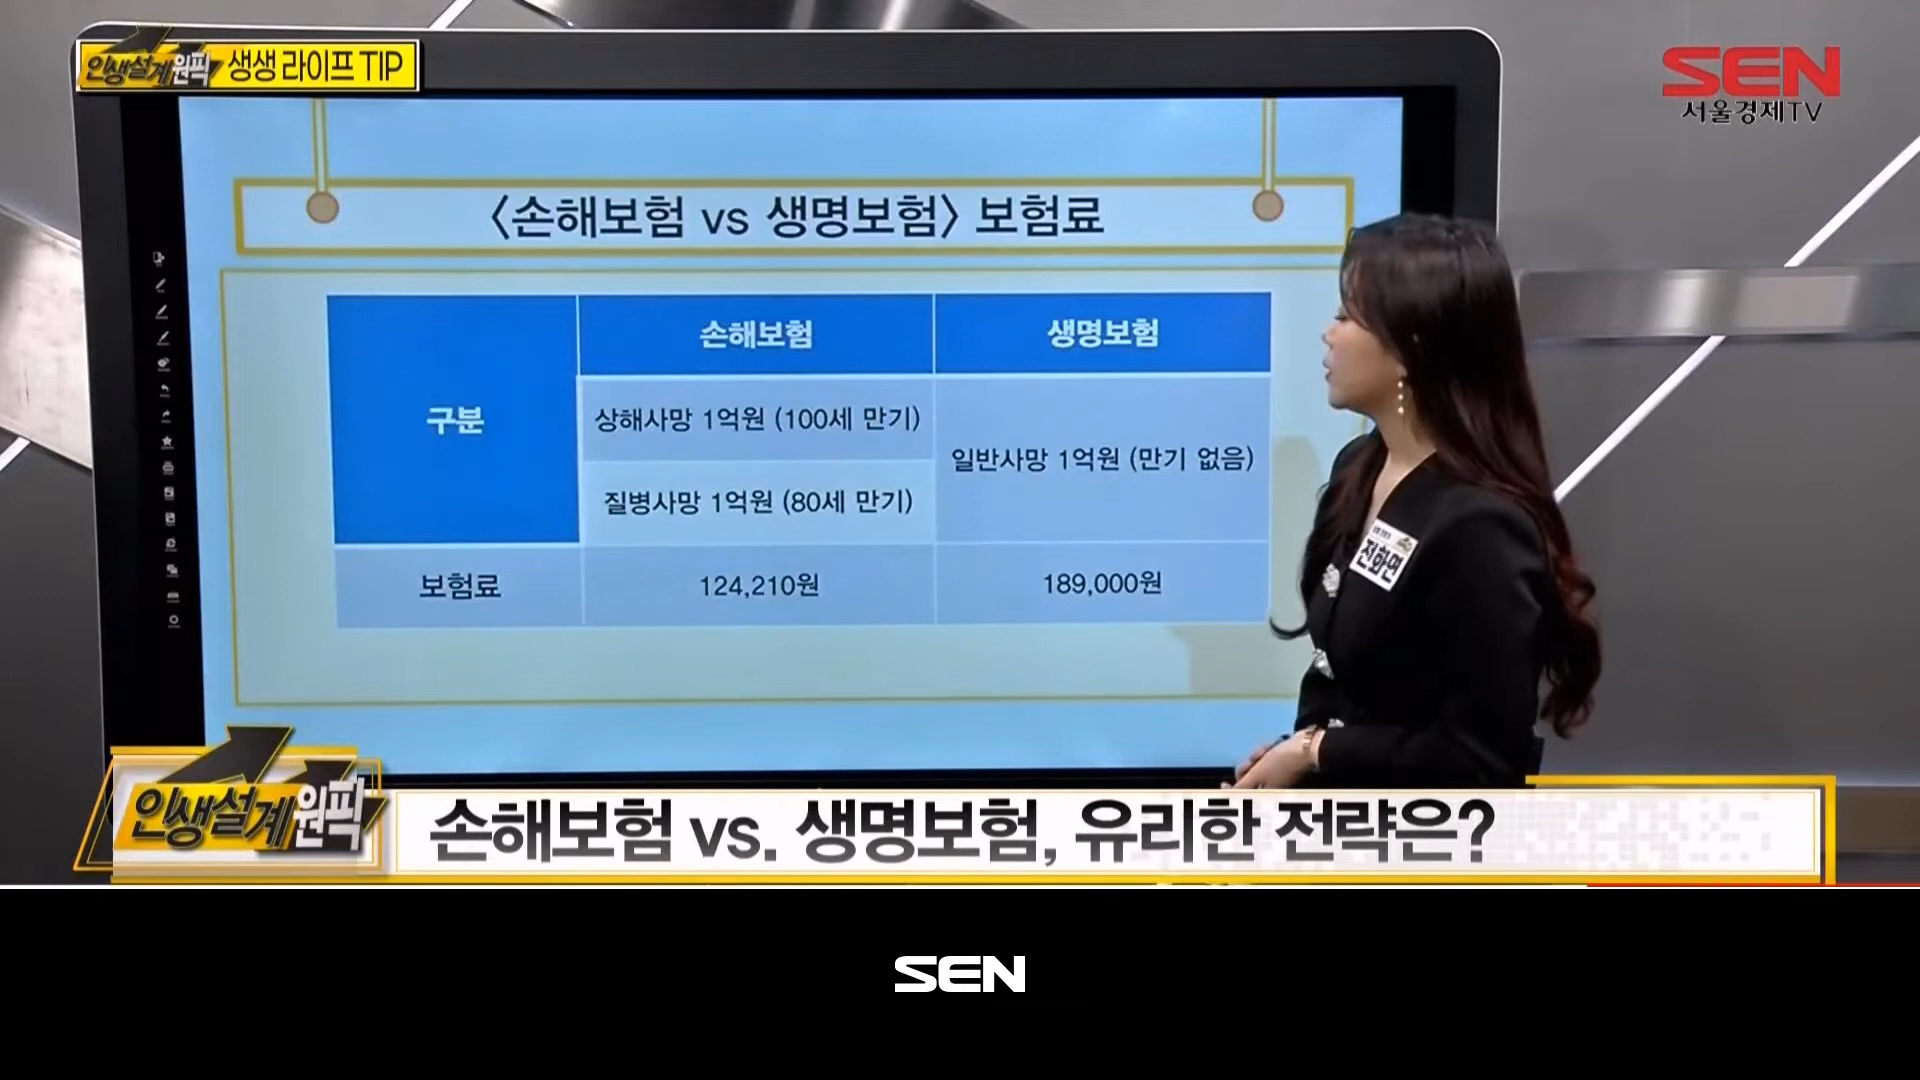 인생설계원픽 생생 라이프 TIP
SEN
서울경제TV
〈손해보험 vs 생명보험〉 보험료
구분
손해보험
생명보험
상해사망 1억원 (100세 만기)
일반사망 1억원 (만기 없음)
질병사망 1억원 (80세 만기)
보험료
124,210원
189,000원
전화연
인생설계원픽
손해보험 vs. 생명보험, 유리한 전략은?
SEN